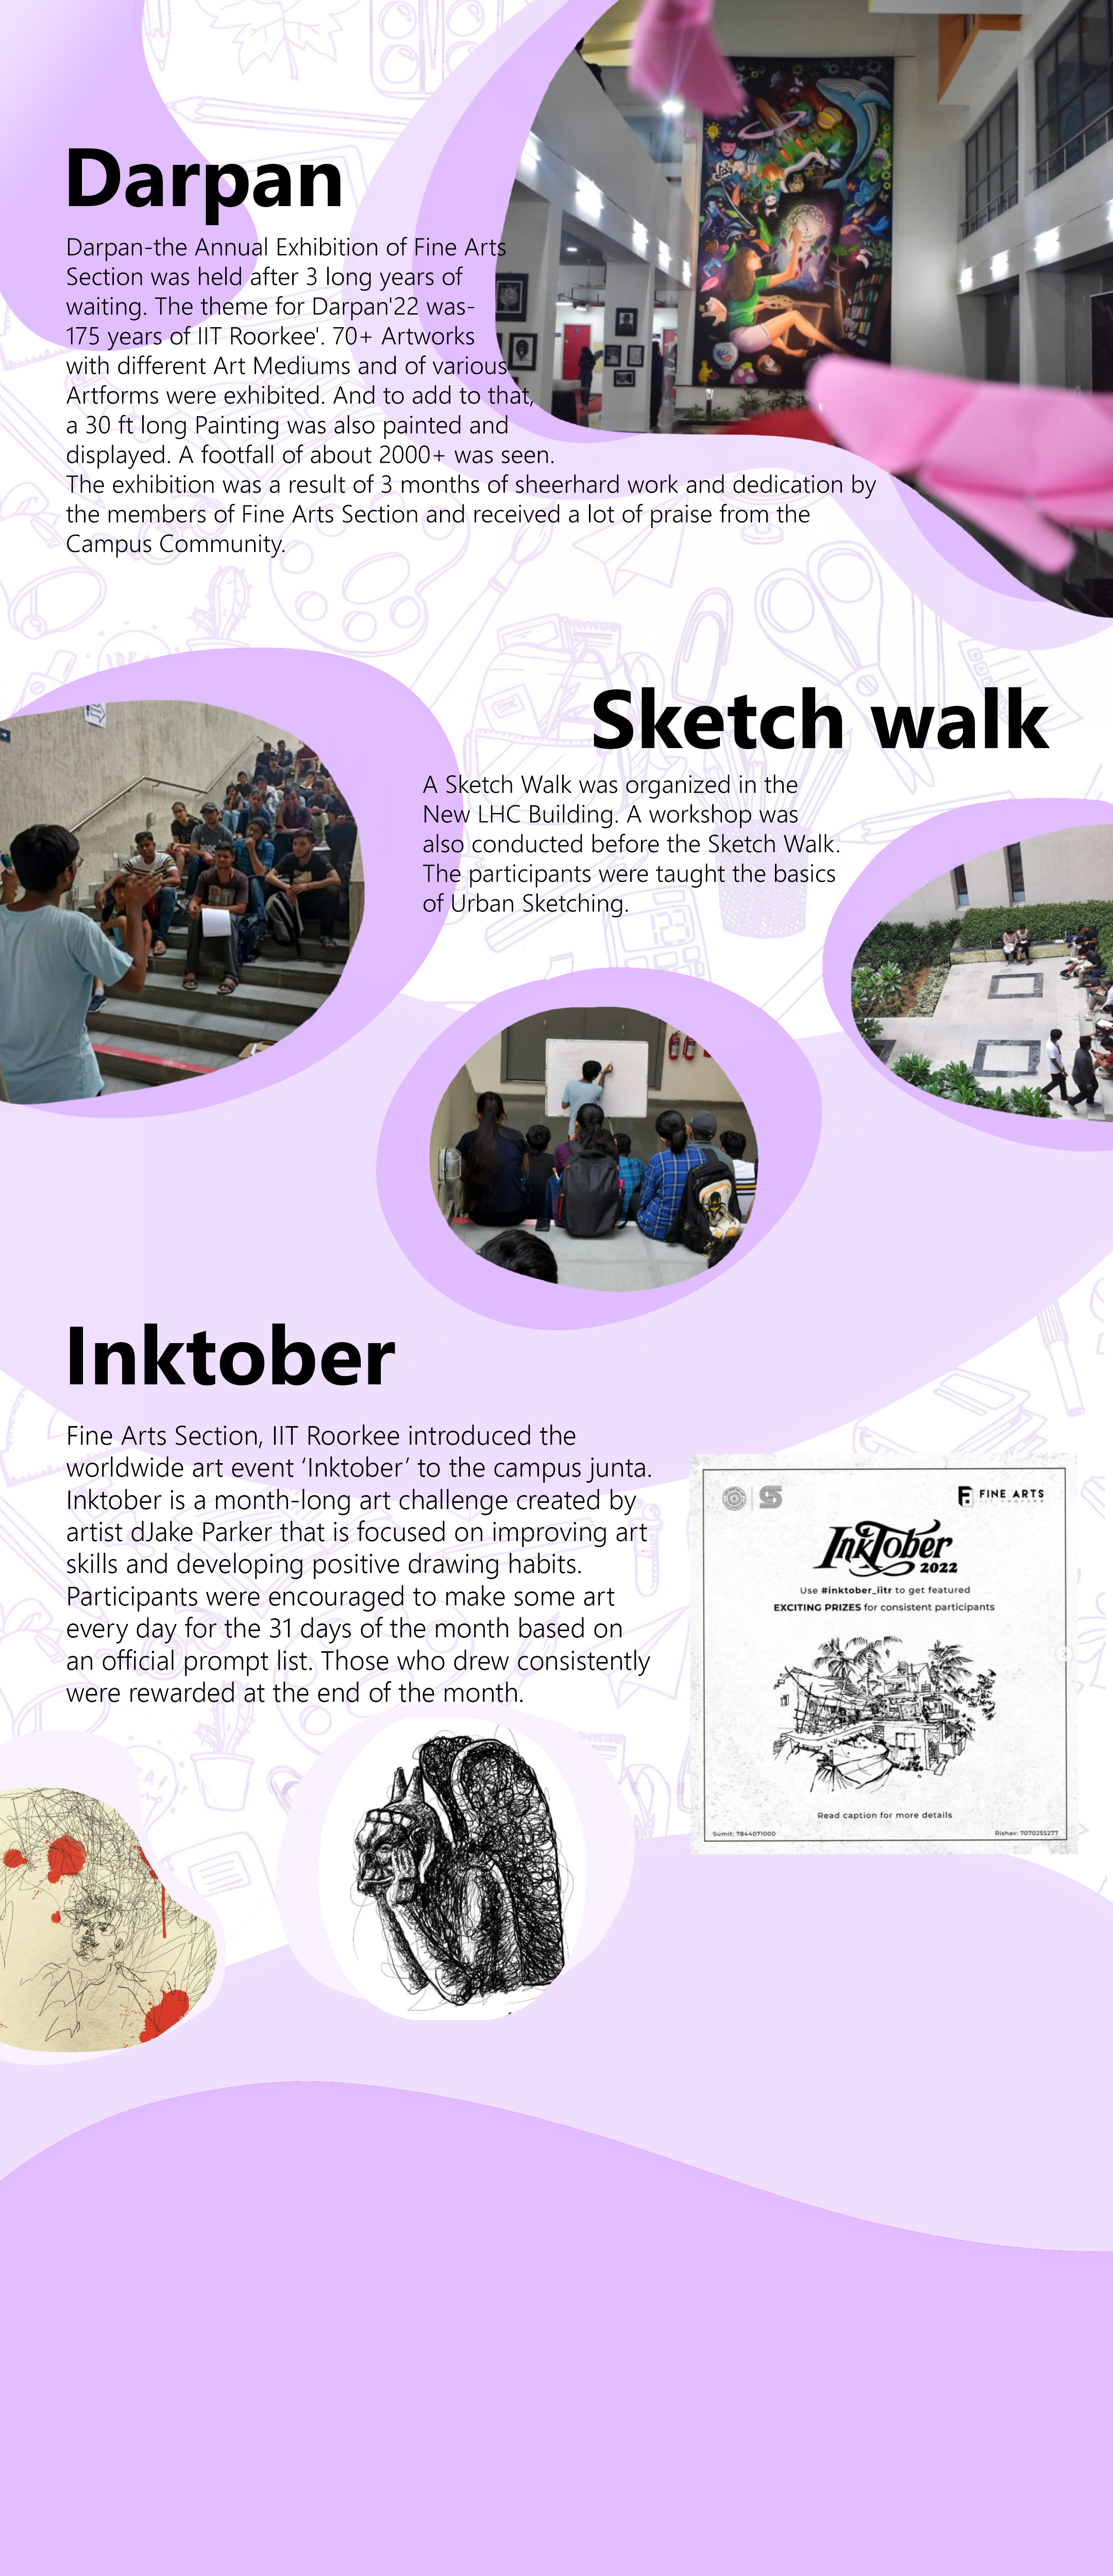 Darpan
Darpan-the Annual Exhibition of Fine Arts
Section was held after 3 long years of
waiting. The theme for Darpan'22 was-
175 years of IIT Roorkee'. 70+ Artworks
with different Art Mediums and of various
Artforms were exhibited. And to add to that,
a 30 ft long Painting was also painted and
displayed. A footfall of about 2000+ was seen.
The exhibition was a result of 3 months of sheerhard work and dedication by
the members of Fine Arts Section and received a lot of praise from the
Campus Community.
Sketch walk
A Sketch Walk was organized in the
New LHC Building. A workshop was
also conducted before the Sketch Walk.
The participants were taught the basics
of Urban Sketching.
Inktober
Fine Arts Section, IIT Roorkee introduced the
worldwide art event ‘Inktober’ to the campus junta.
Inktober is a month-long art challenge created by
artist dJake Parker that is focused on improving art
skills and developing positive drawing habits.
Participants were encouraged to make some art
every day for the 31 days of the month based on
an official prompt list. Those who drew consistently
were rewarded at the end of the month.
FINE ARTS
IIT ROORKEE
InkTober
2022
Use #inktober_iitr to get featured
EXCITING PRIZES for consistent participants
Read caption for more details
Sumit: 7844071000
Rishav: 7070255277